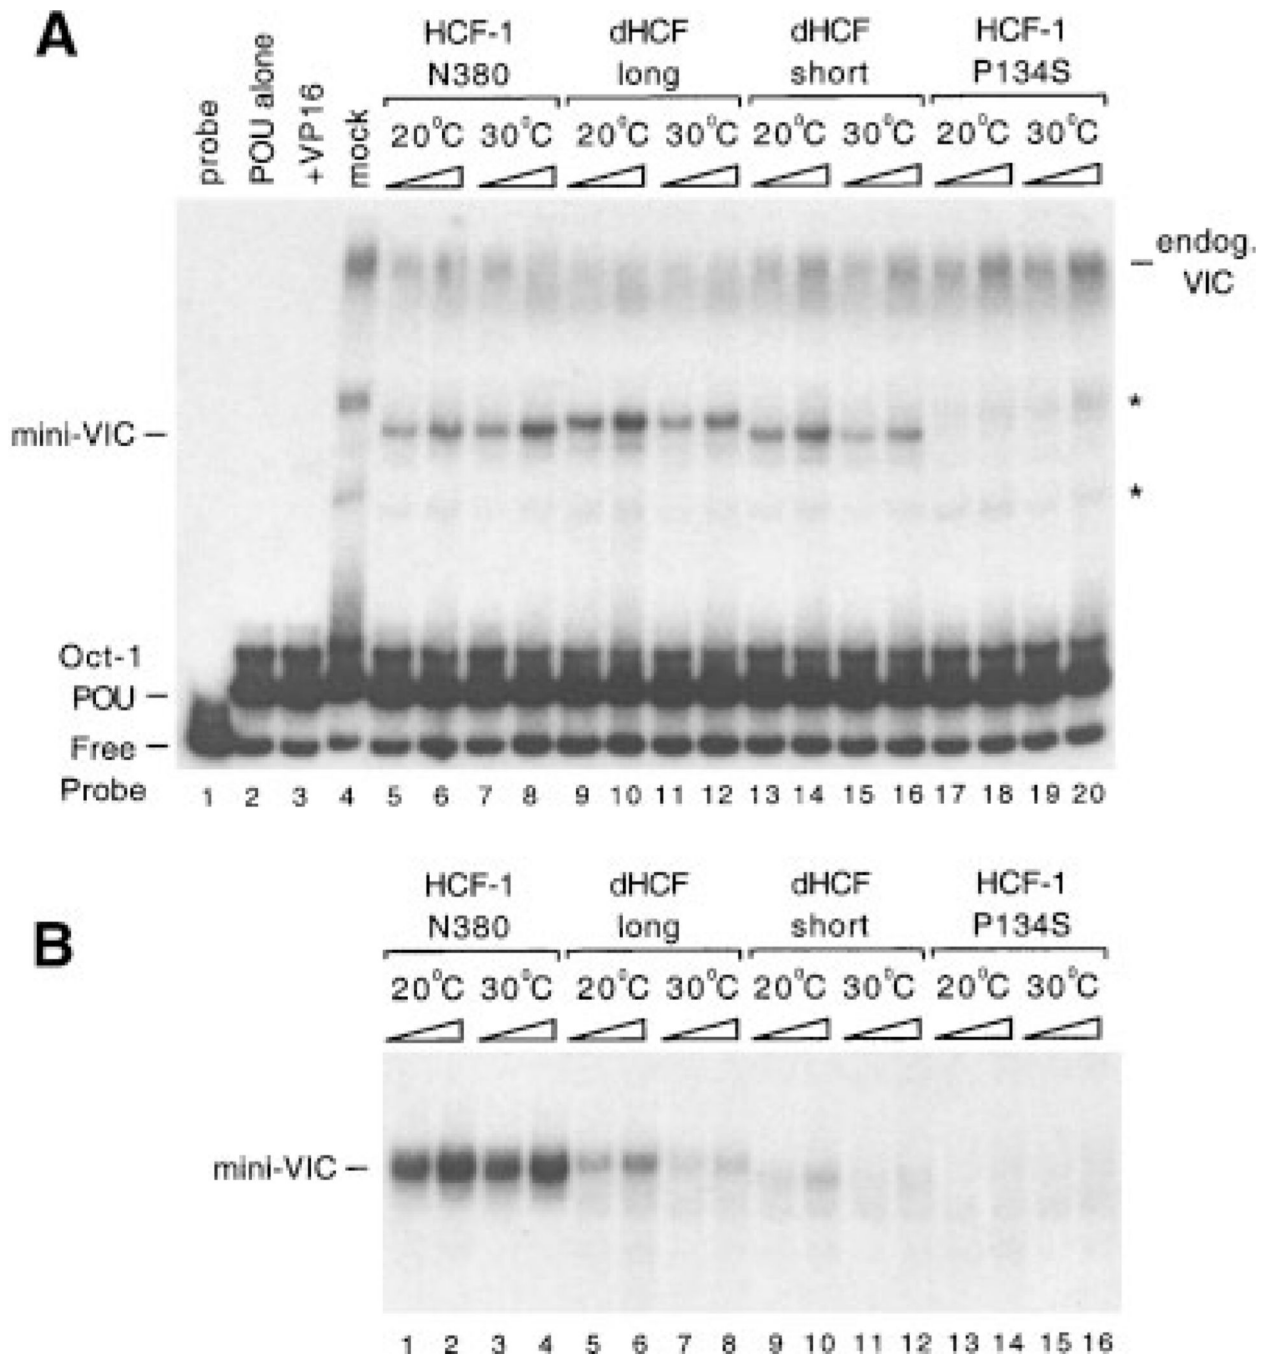 A
probe
POU alone
+VP16
mock
HCF-1 dHCF dHCF HCF-1
N380 long short P134S
20°C 30°C 20°C 30°C 20°C 30°C 20°C 30°C
endog.
VIC
*
mini-VIC
*
Oct-1
POU
Free
Probe 1 2 3 4 5 6 7 8 9 10 11 12 13 14 15 16 17 18 19 20
B
HCF-1 dHCF dHCF HCF-1
N380 long short P134S
20°C 30°C 20°C 30°C 20°C 30°C 20°C 30°C
mini-VIC
1 2 3 4 5 6 7 8 9 10 11 12 13 14 15 16